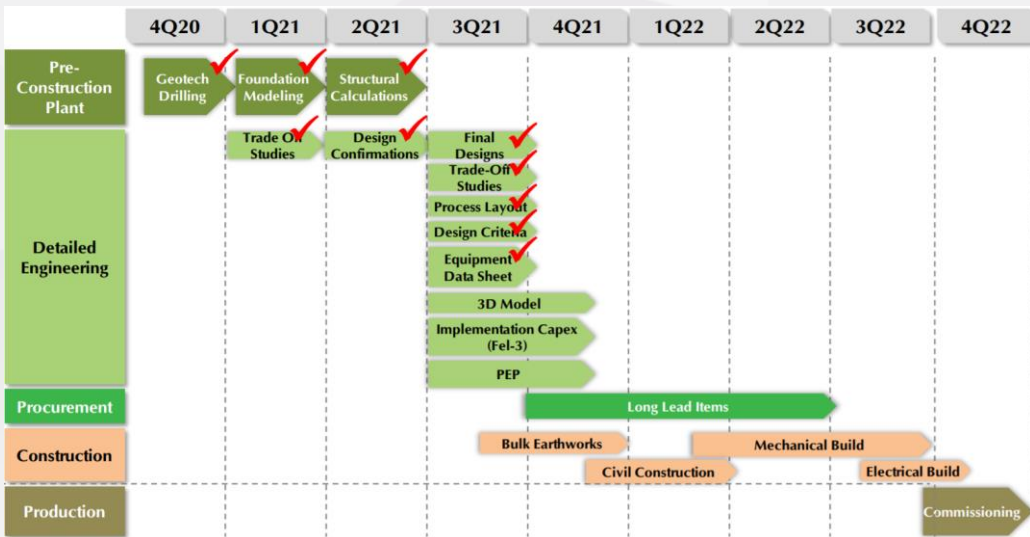 4Q20 1Q21 2Q21 3Q21 4Q21 1Q22 2Q22 3Q22 4Q22
Pre-
Construction
Plant
Geotech
Drilling
Foundation
Modeling
Structural
Calculations
Detailed
Engineering
Trade Off
Studies
Design
Confirmations
Final
Designs
Trade-Off
Studies
Process Layout
Design Criteria
Equipment
Data Sheet
3D Model
Implementation Capex
(Fel-3)
PEP
Procurement
Long Lead Items
Construction
Bulk Earthworks
Mechanical Build
Civil Construction
Electrical Build
Production
Commissioning